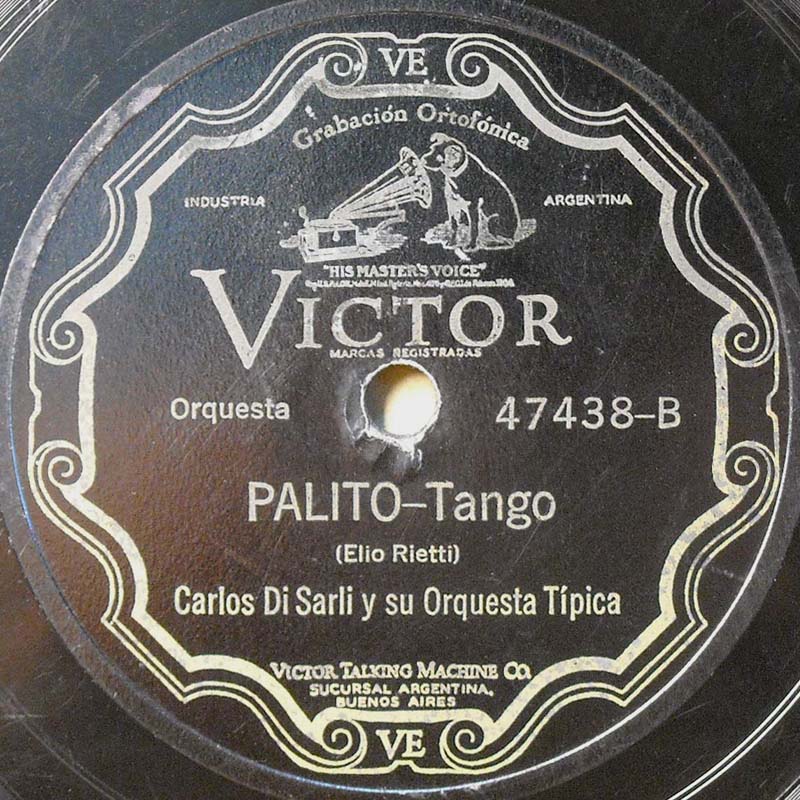 VE
Grabación Ortofónica
INDUSTRIA
ARGENTINA
"HIS MASTER'S VOICE"
VICTOR
MARCAS REGISTRADAS
Orquesta
47438-B
PALITO-Tango
(Elio Rietti)
Carlos Di Sarli y su Orquesta Típica
VICTOR TALKING MACHINE CO.
SUCURSAL ARGENTINA,
BUENOS AIRES
VE